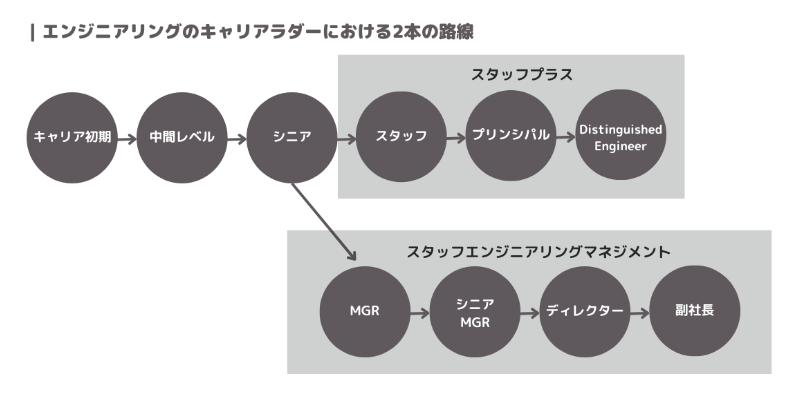 | エンジニアリングのキャリアラダーにおける2本の路線
スタッフプラス
キャリア初期
中間レベル
シニア
スタッフ
プリンシパル
Distinguished
Engineer
スタッフエンジニアリングマネジメント
MGR
シニア
MGR
ディレクター
副社長